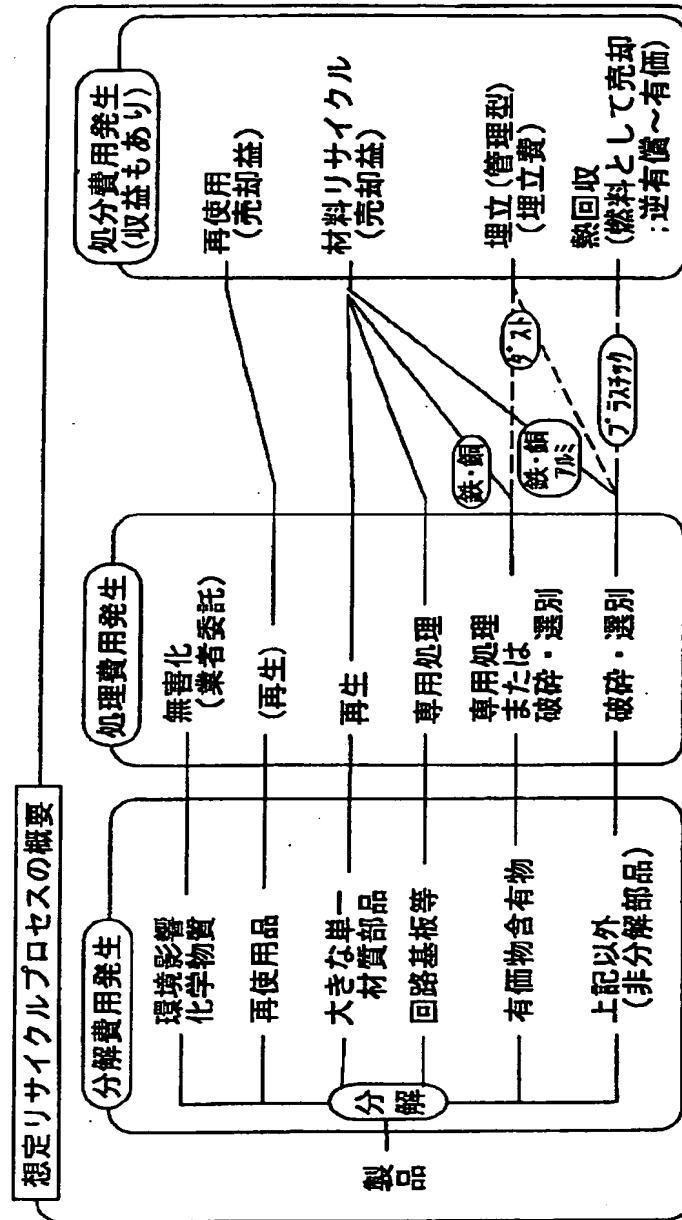 想定リサイクルプロセスの概要
製品
分解
分解費用発生
環境影響
化学物質
再使用品
大きな単一
材質部品
回路基板等
有価物含有物
上記以外
(非分解部品)
処理費用発生
無害化
(業者委託)
(再生)
再生
専用処理
専用処理
または
破砕・選別
破砕・選別
鉄・銅
鉄・銅
アルミ
ダスト
プラスチック
処分費用発生
(収益もあり)
再使用
(売却益)
材料リサイクル
(売却益)
埋立(管理型)
(埋立費)
熱回収
(燃料として売却
;逆有償～有価)